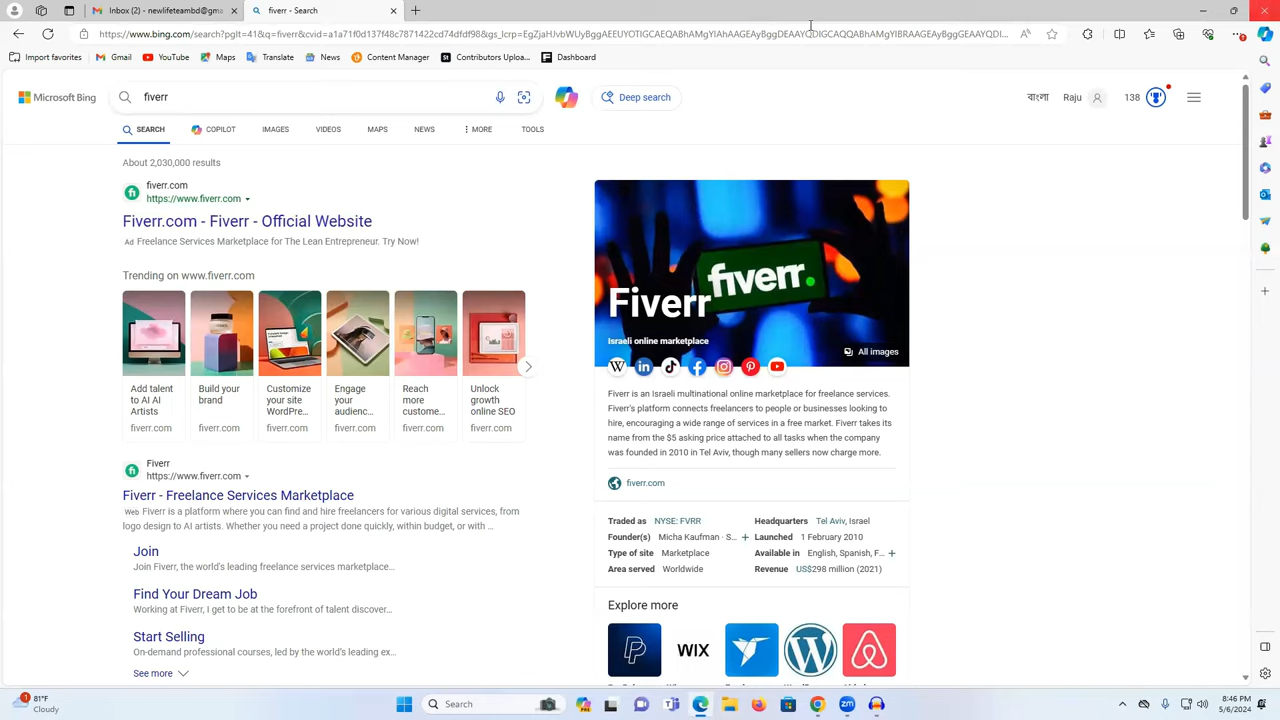 Inbox - newlifeteambd@gm
fiverr - Search
https://www.bing.com/search?pglt=41&q=fiverr&cvid=a1a71f0d137f48c7871422cd74dfdf98&gs_lcrp=EgZjaHJvbWUyBggAEEUYOTIGCAEQABhAMgYIAhAAGEAyBggDEAAYQDIGCAQQABhAMgYIBRAAGEAyBggGEAAYQDI...
Import favorites
Gmail
YouTube
Maps
Translate
News
Content Manager
Contributors Uploa...
Dashboard
Microsoft Bing
fiverr
Deep search
বাংলা
Raju
138
SEARCH
COPILOT
IMAGES
VIDEOS
MAPS
NEWS
MORE
TOOLS
About 2,030,000 results
fiverr.com
https://www.fiverr.com
Fiverr.com - Fiverr - Official Website
Ad Freelance Services Marketplace for The Lean Entrepreneur. Try Now!
Trending on www.fiverr.com
Add talent to AI AI Artists
fiverr.com
Build your brand
fiverr.com
Customize your site WordPre...
fiverr.com
Engage your audienc...
fiverr.com
Reach more custome...
fiverr.com
Unlock growth online SEO
fiverr.com
Fiverr
https://www.fiverr.com
Fiverr - Freelance Services Marketplace
Web Fiverr is a platform where you can find and hire freelancers for various digital services, from
logo design to AI artists. Whether you need a project done quickly, within budget, or with ...
Join
Join Fiverr, the world's leading freelance services marketplace...
Find Your Dream Job
Working at Fiverr, I get to be at the forefront of talent discover...
Start Selling
On-demand professional courses, led by the world's leading ex...
See more
fiverr.
Fiverr
Israeli online marketplace
All images
Fiverr is an Israeli multinational online marketplace for freelance services.
Fiverr's platform connects freelancers to people or businesses looking to
hire, encouraging a wide range of services in a free market. Fiverr takes its
name from the $5 asking price attached to all tasks when the company
was founded in 2010 in Tel Aviv, though many sellers now charge more.
fiverr.com
Traded as NYSE: FVRR
Headquarters Tel Aviv, Israel
Founder(s) Micha Kaufman · S...
Launched 1 February 2010
Type of site Marketplace
Available in English, Spanish, F...
Area served Worldwide
Revenue US$298 million (2021)
Explore more
WIX
81°F
Cloudy
Search
8:46 PM
5/6/2024